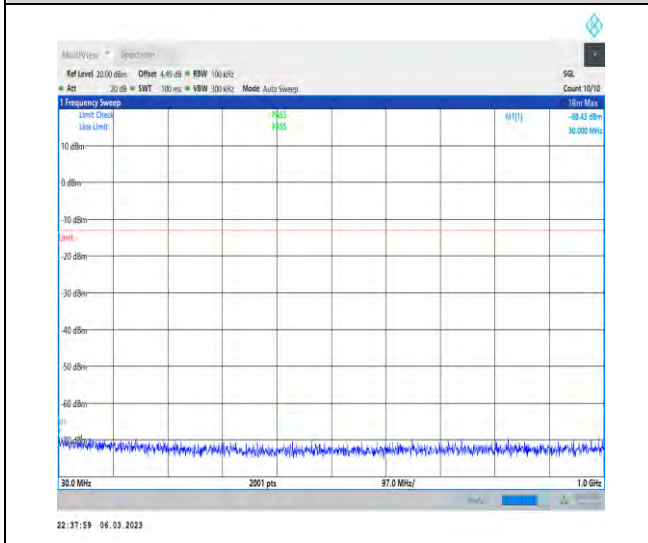 MultiView Spectrum
Ref Level 20.00 dBm Offset 4.49 dB RBW 100 kHz SGL
Att 20 dB SWT 100 ms VBW 300 kHz Mode Auto Sweep Count 10/10
1 Frequency Sweep 1Rm Max
Limit Check PASS M1[1] -68.43 dBm
Line Limit PASS 30.000 MHz
10 dBm
0 dBm
-10 dBm
Limit
-20 dBm
-30 dBm
-40 dBm
-50 dBm
-60 dBm
M1
-70 dBm
30.0 MHz 2001 pts 97.0 MHz/ 1.0 GHz
22:37:59 06.03.2023